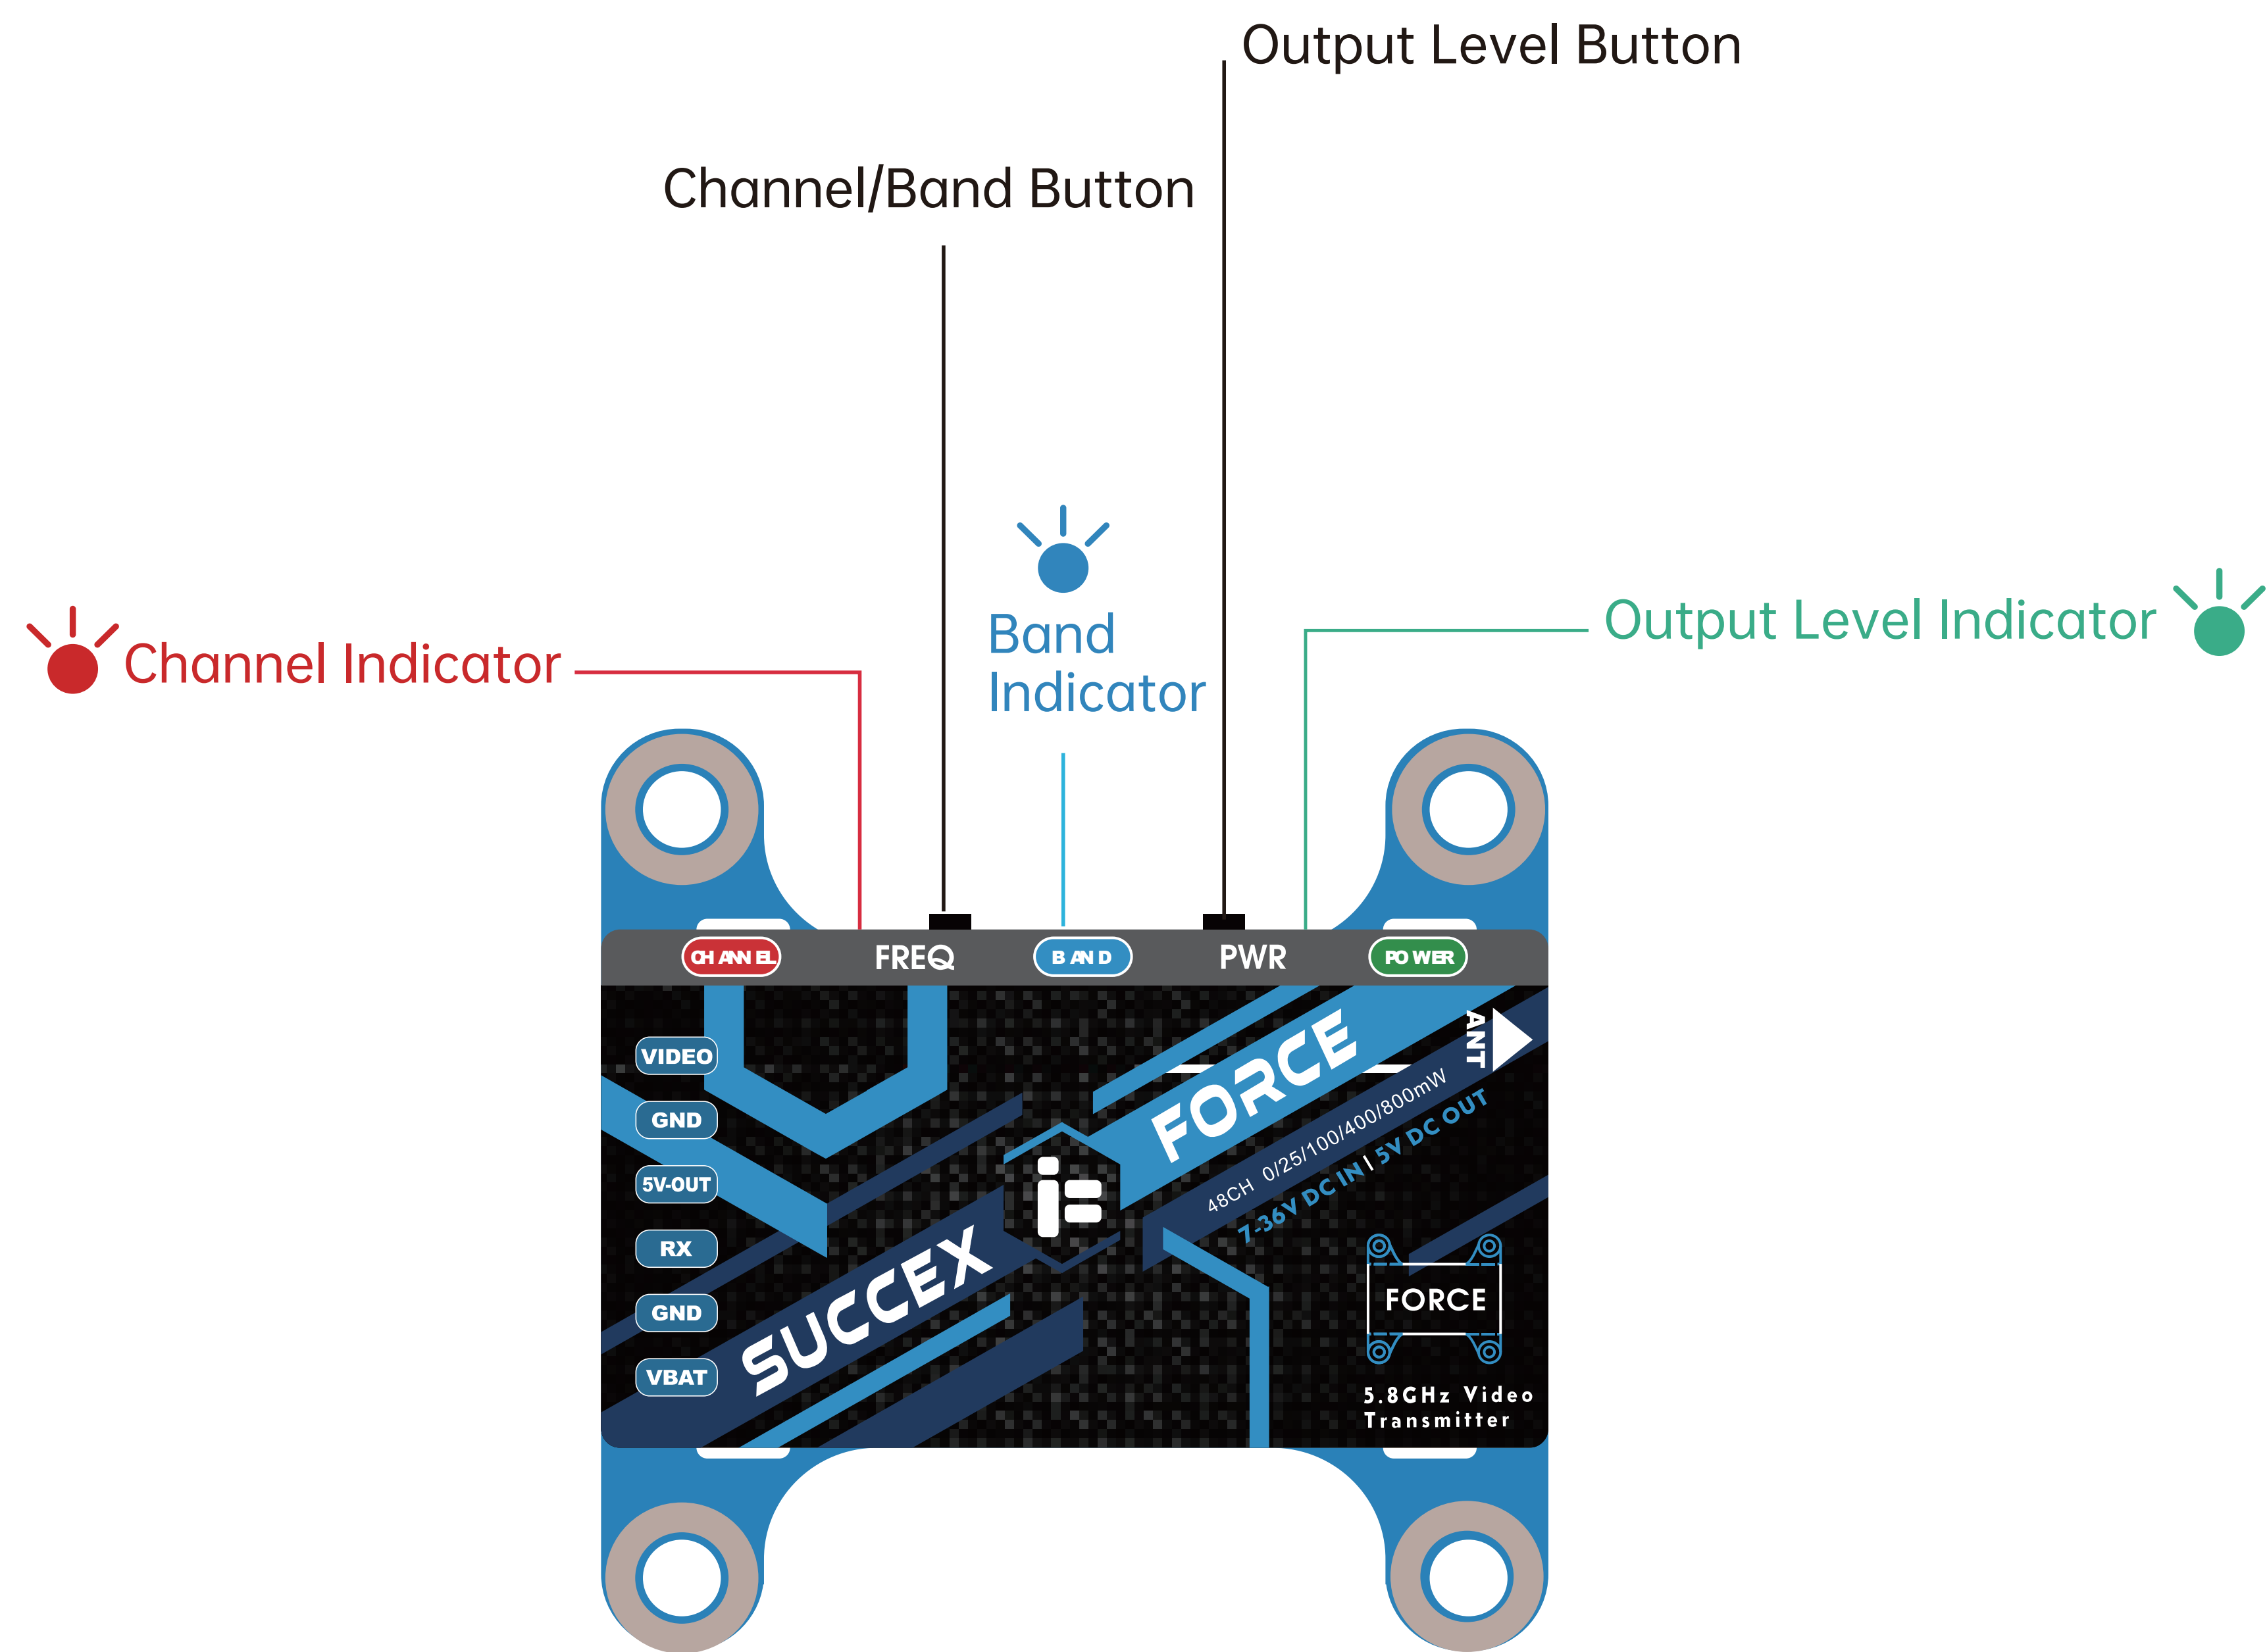 Output Level Button
Channel/Band Button
Band
Indicator
Output Level Indicator
Channel Indicator
CHANNEL
FREQ
BAND
PWR
POWER
ANT
VIDEO
GND
5V-OUT
RX
GND
VBAT
FORCE
48CH 0/25/100/400/800mW
7-36V DC IN | 5V DC OUT
iF
SUCCEX
FORCE
5.8GHz Video
Transmitter